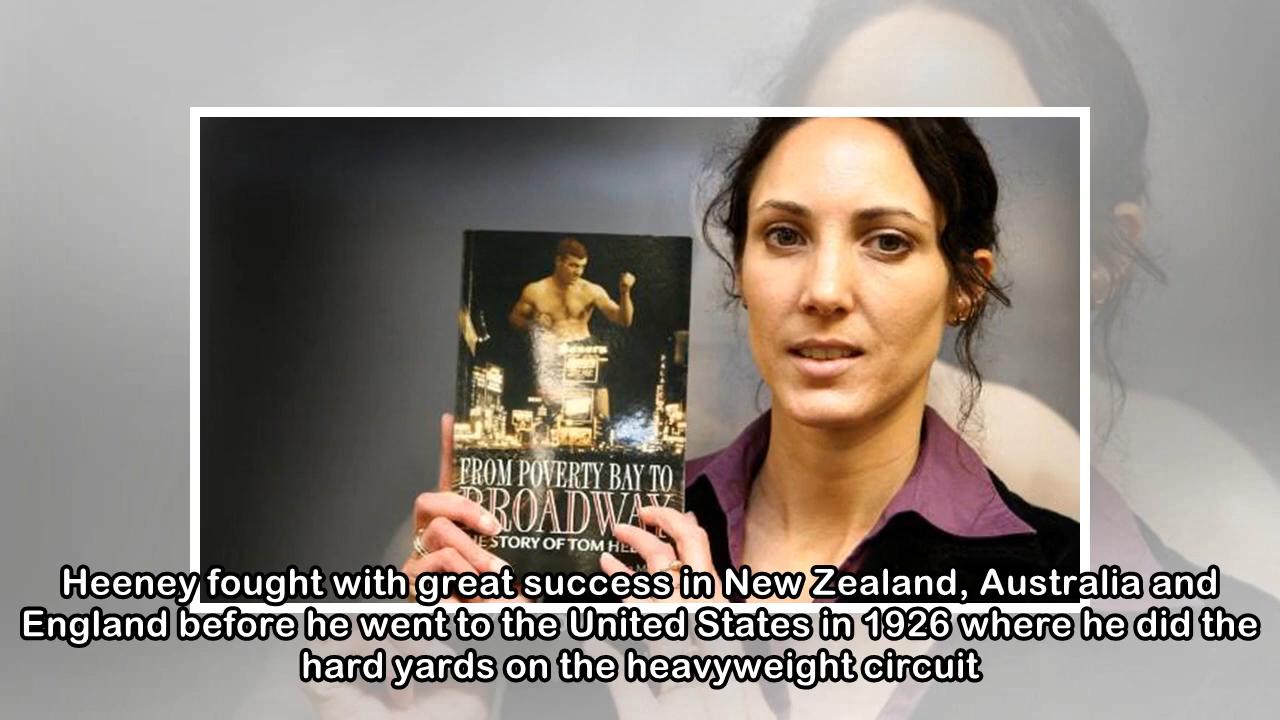 FROM POVERTY BAY TO
BROADWAY
STORY OF TOM
Heeney fought with great success in New Zealand, Australia and
England before he went to the United States in 1926 where he did the
hard yards on the heavyweight circuit